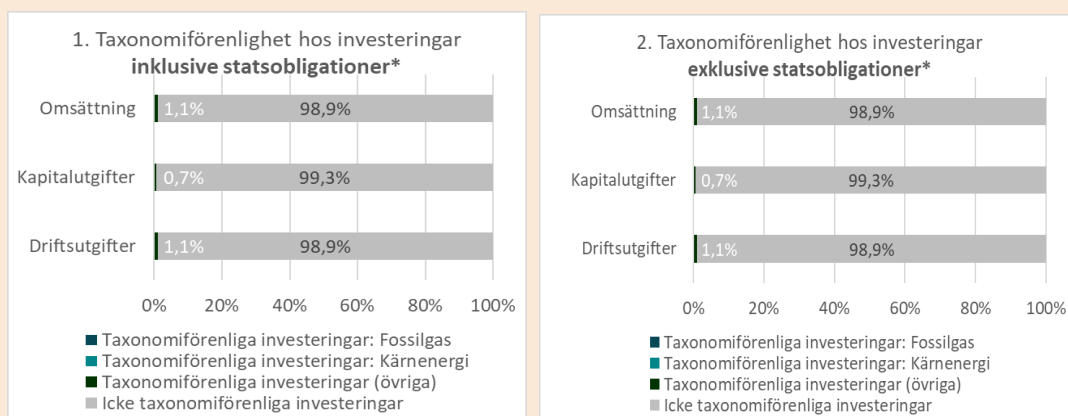 1. Taxonomiförenlighet hos investeringar
inklusive statsobligationer*
Omsättning
1,1%
98,9%
Kapitalutgifter
0,7%
99,3%
Driftsutgifter
1,1%
98,9%
0% 20% 40% 60% 80% 100%
Taxonomiförenliga investeringar: Fossilgas
Taxonomiförenliga investeringar: Kärnenergi
Taxonomiförenliga investeringar (övriga)
Icke taxonomiförenliga investeringar
2. Taxonomiförenlighet hos investeringar
exklusive statsobligationer*
Omsättning
1,1%
98,9%
Kapitalutgifter
0,7%
99,3%
Driftsutgifter
1,1%
98,9%
0% 20% 40% 60% 80% 100%
Taxonomiförenliga investeringar: Fossilgas
Taxonomiförenliga investeringar: Kärnenergi
Taxonomiförenliga investeringar (övriga)
Icke taxonomiförenliga investeringar